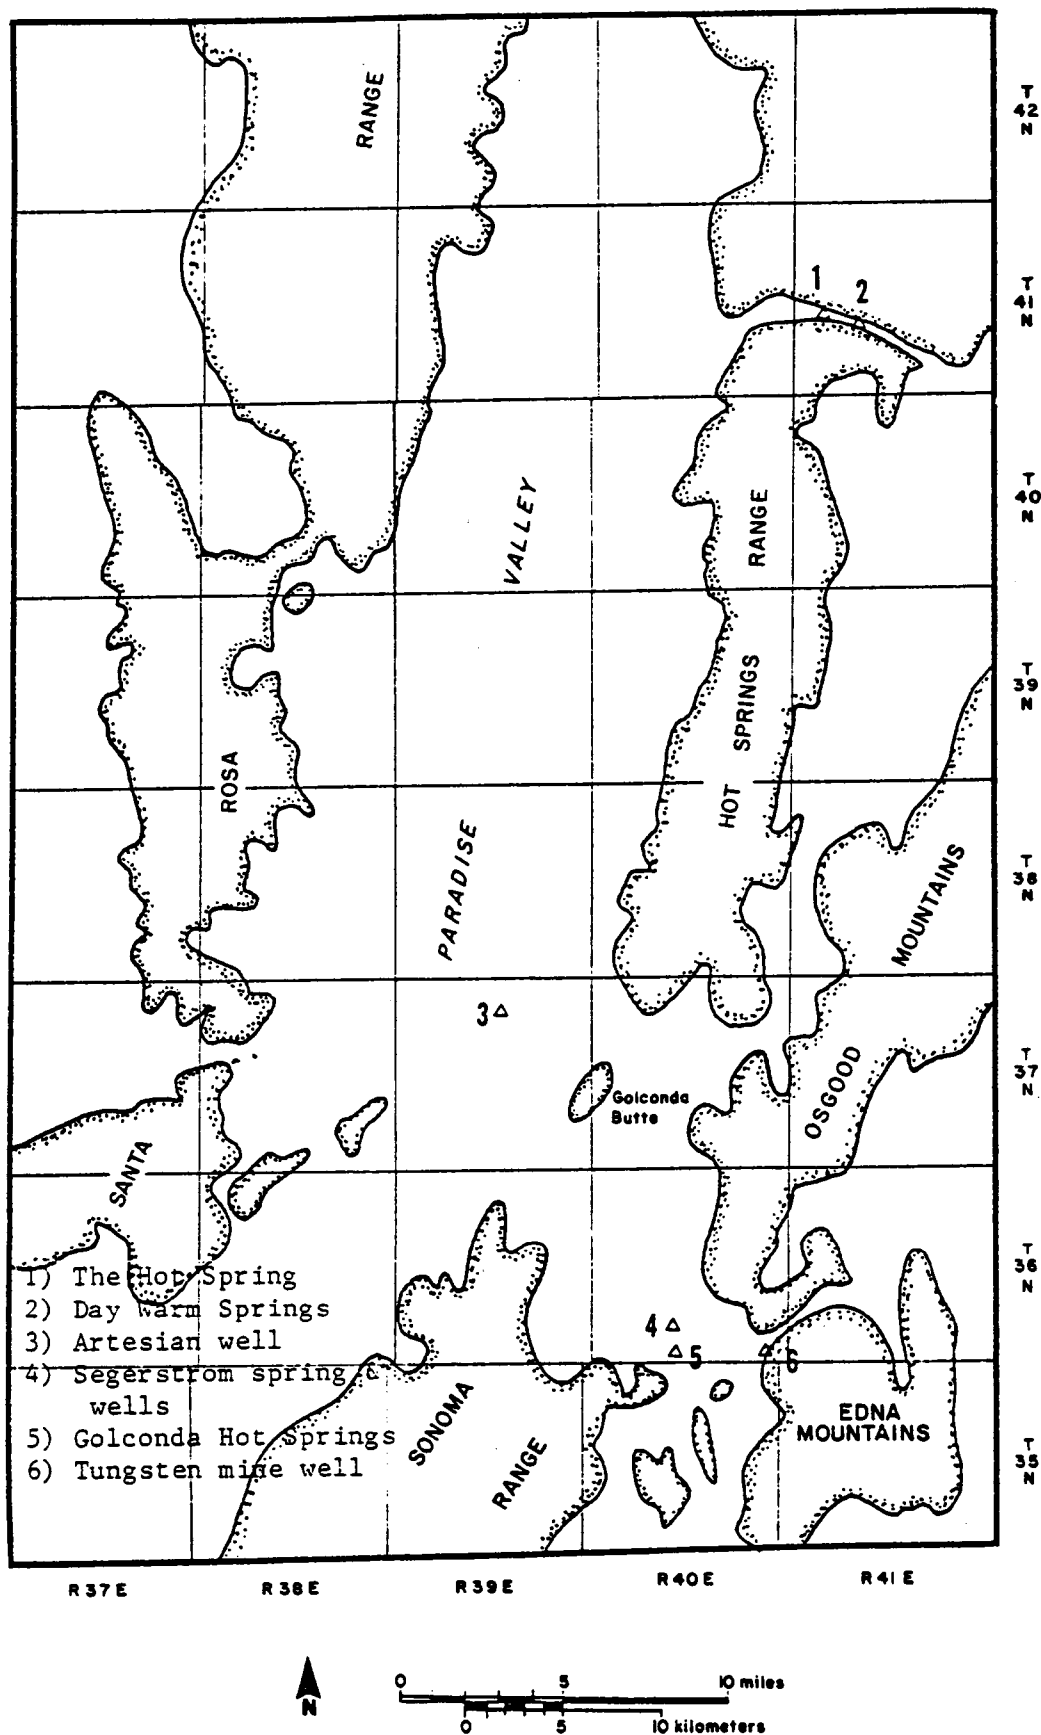 RANGE
T
42
N
1
2
T
41
N
T
40
N
VALLEY
RANGE
T
39
N
ROSA
HOT SPRINGS
PARADISE
MOUNTAINS
T
38
N
3
T
37
N
Golconda
Butte
OSGOOD
SANTA
T
36
N
1) The Hot Spring
2) Day Warm Springs
3) Artesian well
4) Segerstrom spring &
wells
5) Golconda Hot Springs
6) Tungsten mine well
4
5
6
SONOMA
RANGE
EDNA
MOUNTAINS
T
35
N
R37E R38E R39E R40E R41E
N
0 5 10 miles
0 5 10 kilometers